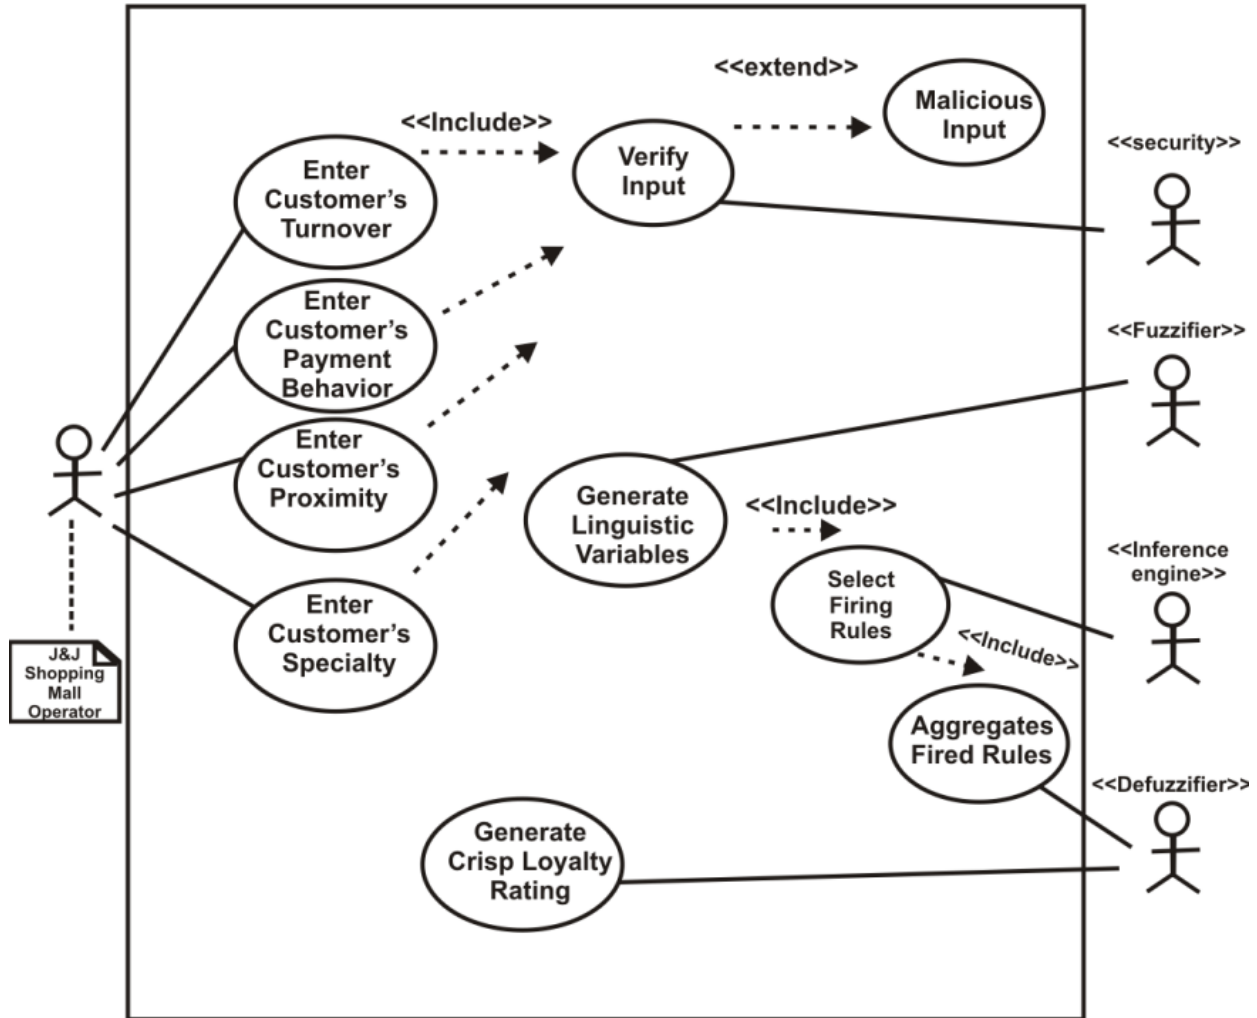 <<extend>>
Malicious
Input
<<Include>>
Verify
Input
<<security>>
Enter
Customer's
Turnover
Enter
Customer's
Payment
Behavior
<<Fuzzifier>>
Enter
Customer's
Proximity
Generate
Linguistic
Variables
<<Include>>
Select
Firing
Rules
<<Inference
engine>>
Enter
Customer's
Specialty
<<Include>>
J&J
Shopping
Mall
Operator
Aggregates
Fired Rules
<<Defuzzifier>>
Generate
Crisp Loyalty
Rating